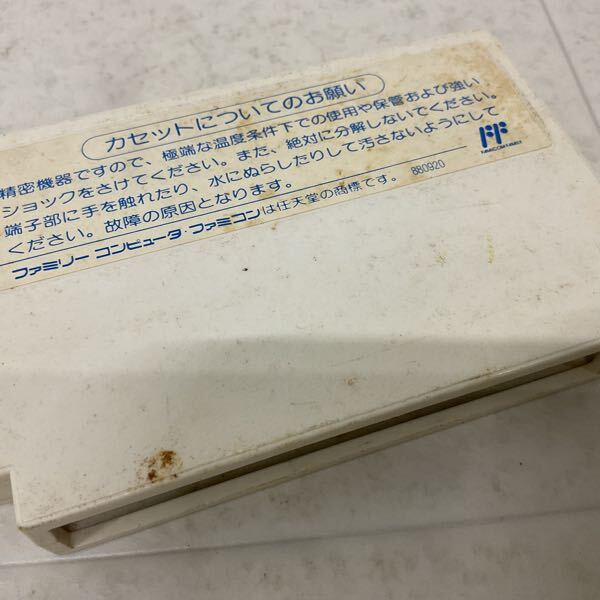 カセットについてのお願い
精密機器ですので、極端な温度条件下での使用や保管および強い
ショックをさけてください。また、絶対に分解しないでください。
端子部に手を触れたり、水にぬらしたりして汚さないようにして
ください。故障の原因となります。
880920
ファミリー コンピュータ・ファミコンは任天堂の商標です。